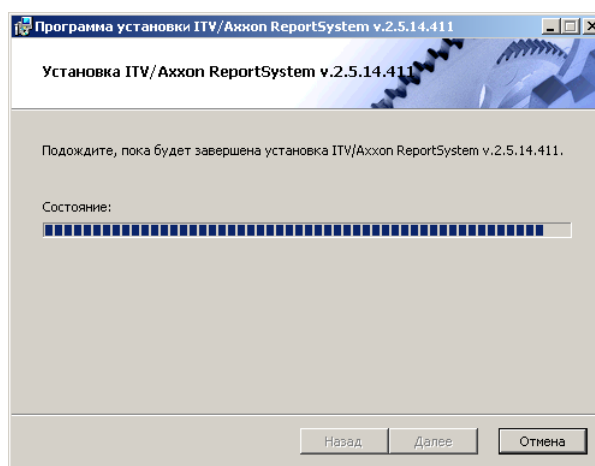 Программа установки ITV/Axxon ReportSystem v.2.5.14.411
Установка ITV/Axxon ReportSystem v.2.5.14.411
Подождите, пока будет завершена установка ITV/Axxon ReportSystem v.2.5.14.411.
Состояние:
Назад Далее Отмена